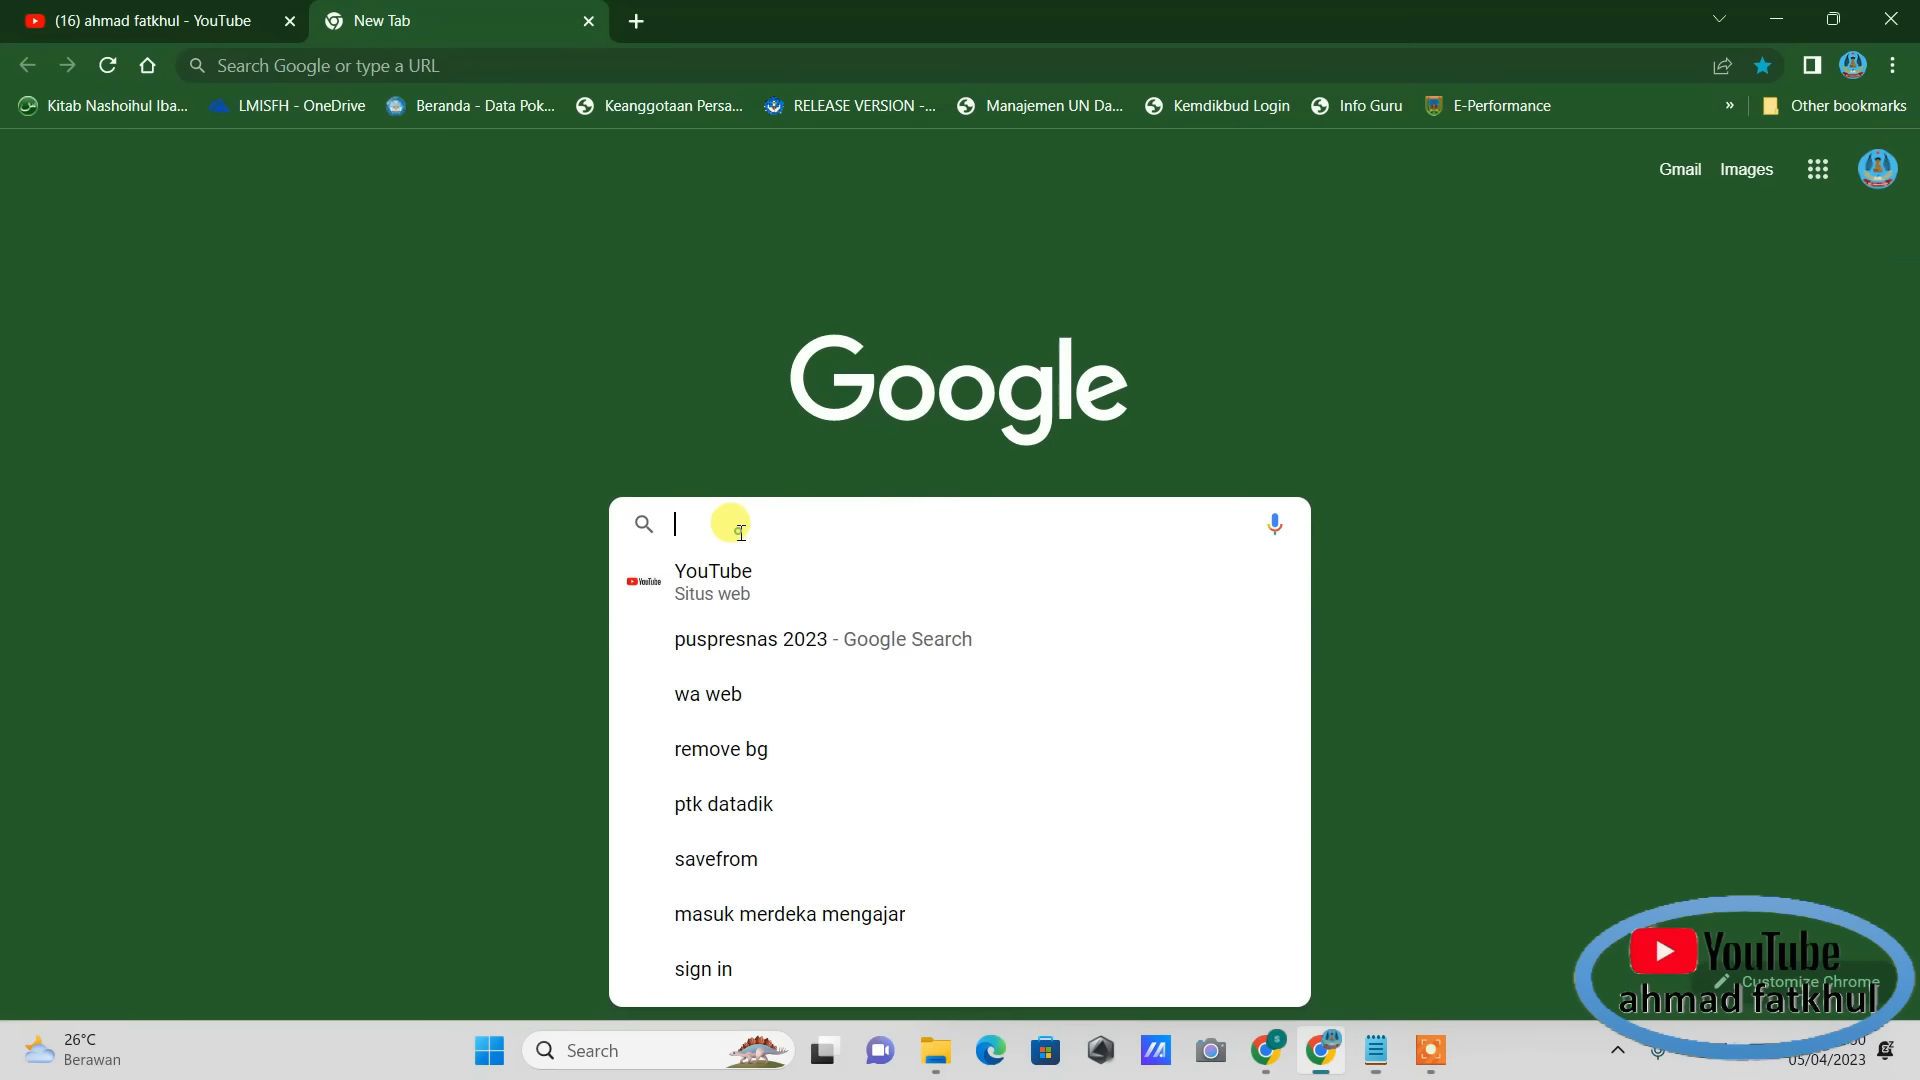 (16) ahmad fatkhul - YouTube
New Tab
Search Google or type a URL
Kitab Nashoihul Iba...
LMISFH - OneDrive
Beranda - Data Pok...
Keanggotaan Persa...
RELEASE VERSION -...
Manajemen UN Da...
Kemdikbud Login
Info Guru
E-Performance
»
Other bookmarks
Gmail
Images
Google
YouTube
Situs web
puspresnas 2023 - Google Search
wa web
remove bg
ptk datadik
savefrom
masuk merdeka mengajar
sign in
YouTube
Customize Chrome
ahmad fatkhul
26°C
Berawan
Search
05/04/2023